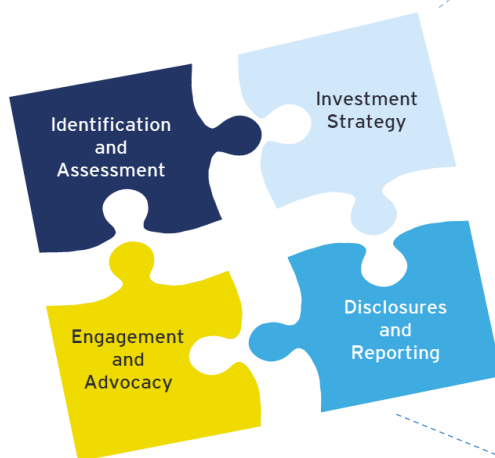 Identification
and
Assessment
Investment
Strategy
Engagement
and
Advocacy
Disclosures
and
Reporting